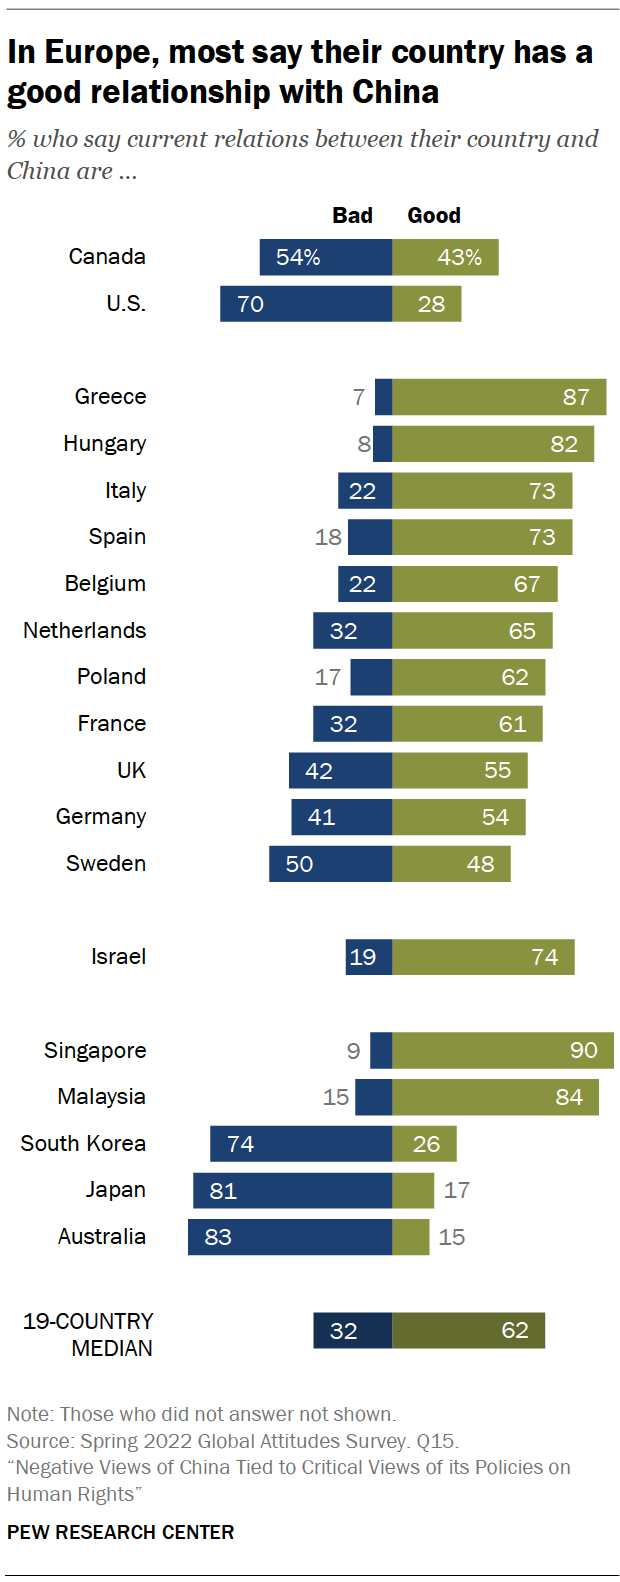 In Europe, most say their country has a
good relationship with China
% who say current relations between their country and
China are ...
Bad Good
Canada 54% 43%
U.S. 70 28
Greece 7 87
Hungary 8 82
Italy 22 73
Spain 18 73
Belgium 22 67
Netherlands 32 65
Poland 17 62
France 32 61
UK 42 55
Germany 41 54
Sweden 50 48
Israel 19 74
Singapore 9 90
Malaysia 15 84
South Korea 74 26
Japan 81 17
Australia 83 15
19-COUNTRY
MEDIAN 32 62
Note: Those who did not answer not shown.
Source: Spring 2022 Global Attitudes Survey. Q15.
“Negative Views of China Tied to Critical Views of its Policies on
Human Rights”
PEW RESEARCH CENTER